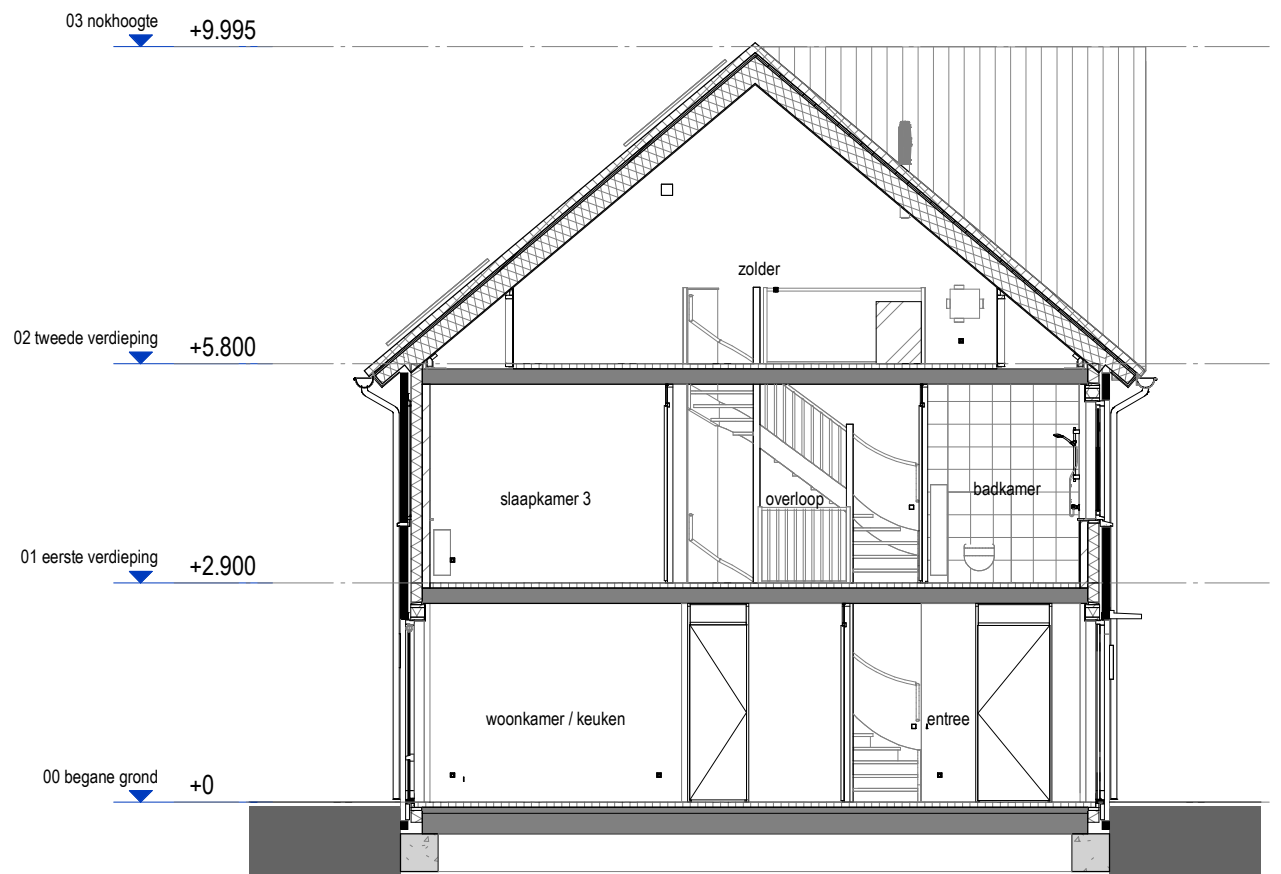 03 nokhoogte
+9.995
zolder
02 tweede verdieping
+5.800
slaapkamer 3
overloop
badkamer
01 eerste verdieping
+2.900
woonkamer / keuken
entree
00 begane grond
+0